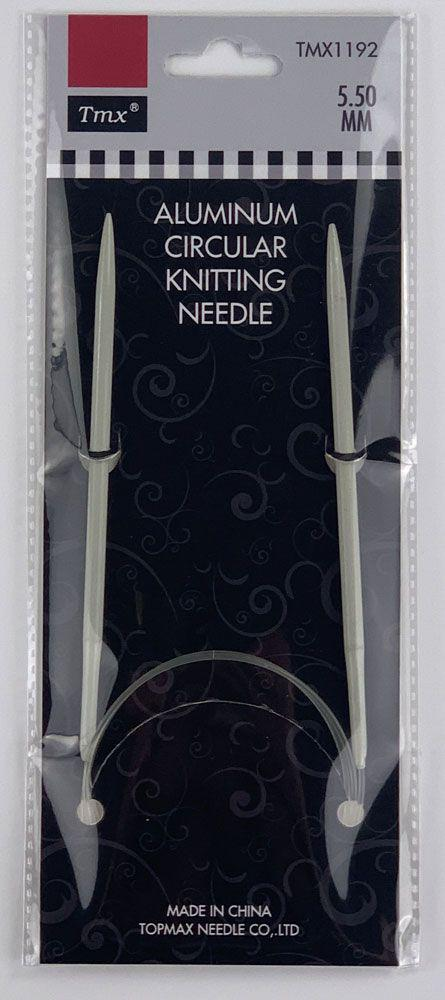 TMX1192
Tmx®
5.50
MM
ALUMINUM
CIRCULAR
KNITTING
NEEDLE
MADE IN CHINA
TOPMAX NEEDLE CO,.LTD